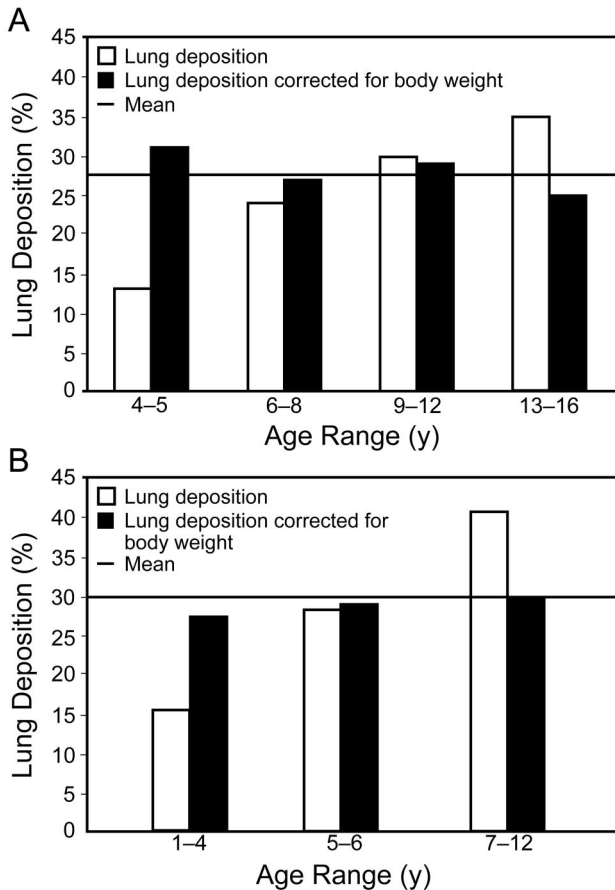 A
45
40
35
30
25
20
15
10
5
0
Lung Deposition (%)
Lung deposition
Lung deposition corrected for body weight
Mean
4–5
6–8
9–12
13–16
Age Range (y)
B
45
40
35
30
25
20
15
10
5
0
Lung Deposition (%)
Lung deposition
Lung deposition corrected for
body weight
Mean
1–4
5–6
7–12
Age Range (y)